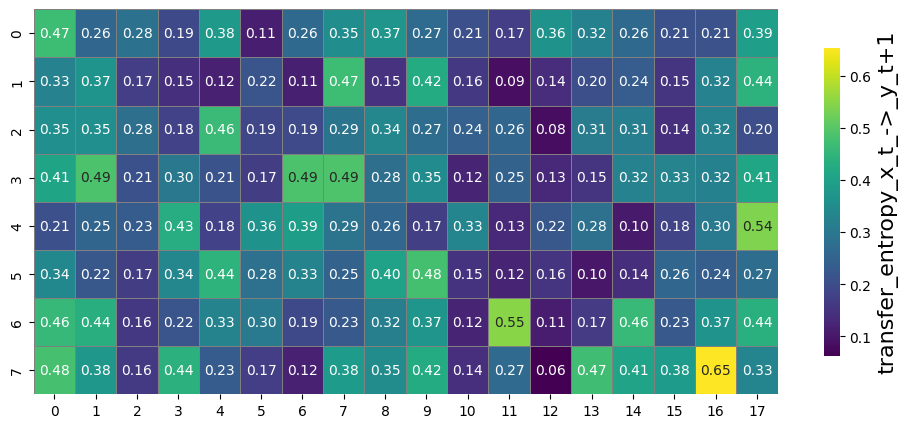 0 0.47 0.26 0.28 0.19 0.38 0.11 0.26 0.35 0.37 0.27 0.21 0.17 0.36 0.32 0.26 0.21 0.21 0.39
1 0.33 0.37 0.17 0.15 0.12 0.22 0.11 0.47 0.15 0.42 0.16 0.09 0.14 0.20 0.24 0.15 0.32 0.44
2 0.35 0.35 0.28 0.18 0.46 0.19 0.19 0.29 0.34 0.27 0.24 0.26 0.08 0.31 0.31 0.14 0.32 0.20
3 0.41 0.49 0.21 0.30 0.21 0.17 0.49 0.49 0.28 0.35 0.12 0.25 0.13 0.15 0.32 0.33 0.32 0.41
4 0.21 0.25 0.23 0.43 0.18 0.36 0.39 0.29 0.26 0.17 0.33 0.13 0.22 0.28 0.10 0.18 0.30 0.54
5 0.34 0.22 0.17 0.34 0.44 0.28 0.33 0.25 0.40 0.48 0.15 0.12 0.16 0.10 0.14 0.26 0.24 0.27
6 0.46 0.44 0.16 0.22 0.33 0.30 0.19 0.23 0.32 0.37 0.12 0.55 0.11 0.17 0.46 0.23 0.37 0.44
7 0.48 0.38 0.16 0.44 0.23 0.17 0.12 0.38 0.35 0.42 0.14 0.27 0.06 0.47 0.41 0.38 0.65 0.33
0 1 2 3 4 5 6 7 8 9 10 11 12 13 14 15 16 17
0.6
0.5
0.4
0.3
0.2
0.1
transfer_entropy_x_t_->_y_t+1